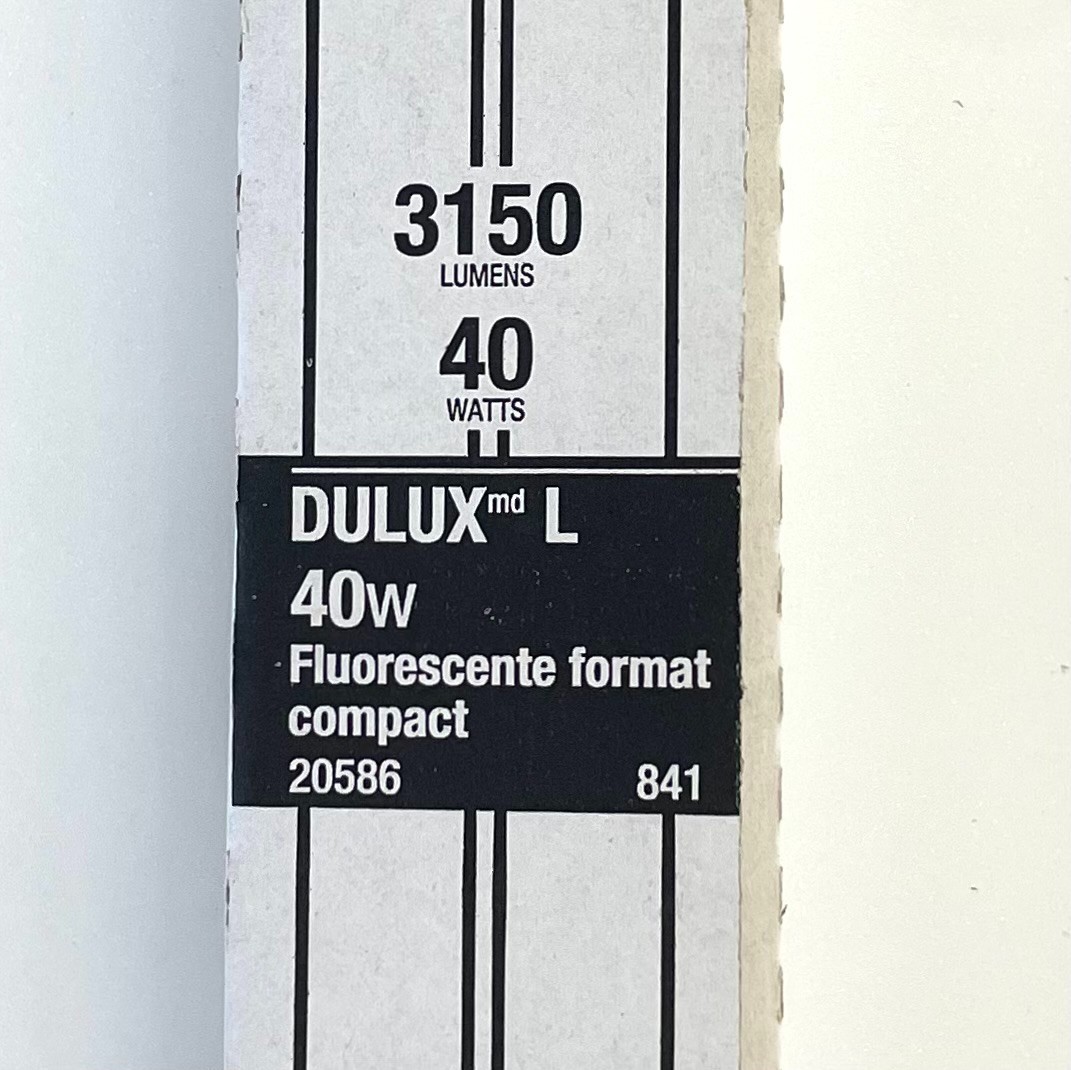 3150
LUMENS
40
WATTS
DULUXmd L
40W
Fluorescente format
compact
20586 841